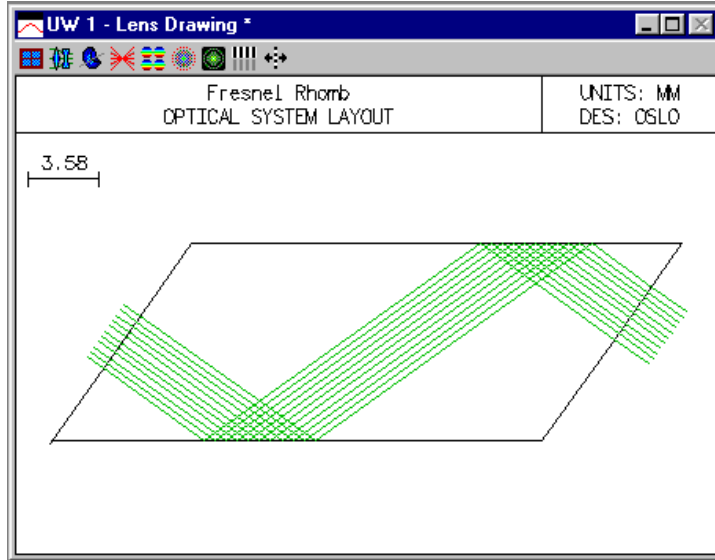 UW 1 - Lens Drawing *
Fresnel Rhomb
OPTICAL SYSTEM LAYOUT
UNITS: MM
DES: OSLO
3.58